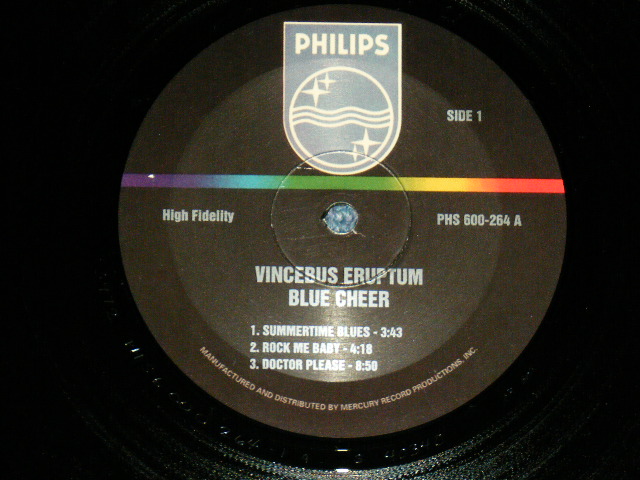 PHILIPS
SIDE 1
High Fidelity
PHS 600-264 A
VINCEBUS ERUPTUM
BLUE CHEER
1. SUMMERTIME BLUES - 3:43
2. ROCK ME BABY - 4:18
3. DOCTOR PLEASE - 8:50
MANUFACTURED AND DISTRIBUTED BY MERCURY RECORD PRODUCTIONS, INC.